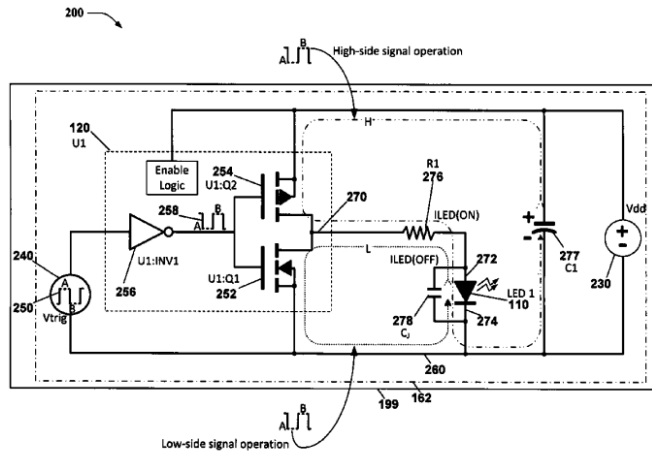 200
B
A
High-side signal operation
H
120
U1
Enable
Logic
254
U1:Q2
R1
276
270
258
B
A
ILED(ON)
Vdd
240
L
272
277
C1
230
U1:INV1
U1:Q1
ILED(OFF)
256
252
LED 1
110
250
A
B
Vtrig
278
CJ
274
260
199
162
B
A
Low-side signal operation